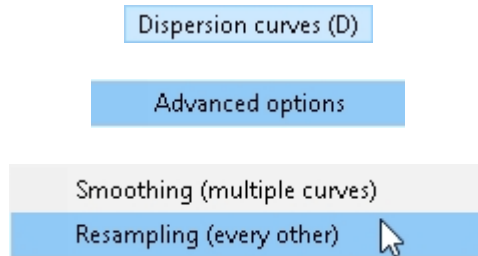 Dispersion curves (D)
Advanced options
Smoothing (multiple curves)
Resampling (every other)